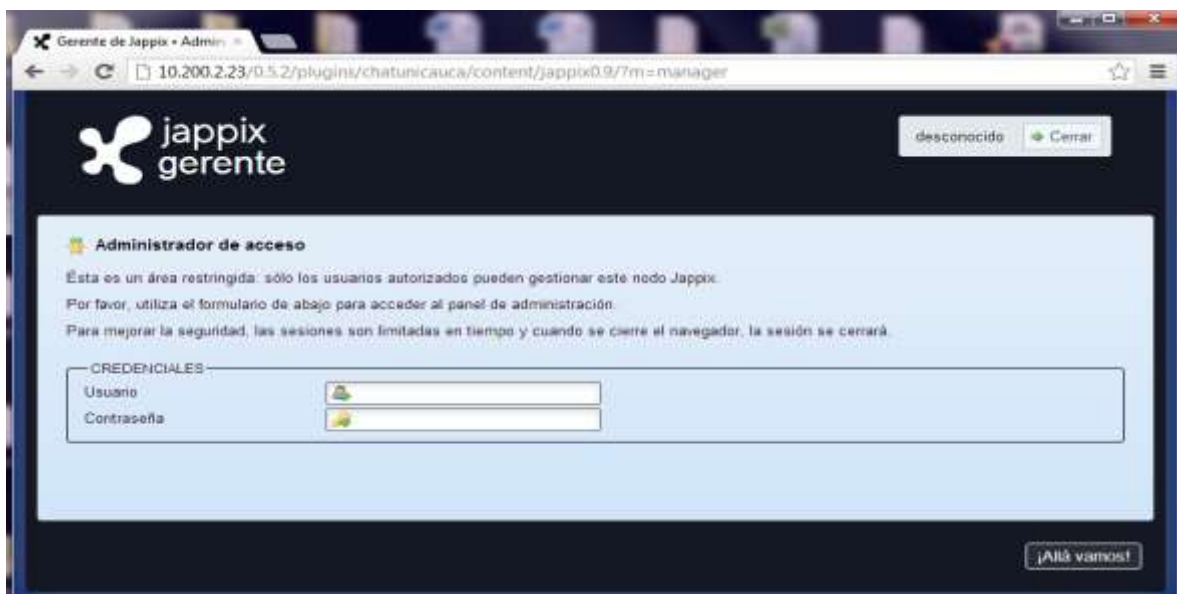 Gerente de Jappix • Admin
10.200.2.23/0.5.2/plugins/chatunicauca/content/jappix0.9/?m=manager
jappix
gerente
desconocido
Cerrar
Administrador de acceso
Ésta es un área restringida: sólo los usuarios autorizados pueden gestionar este nodo Jappix.
Por favor, utiliza el formulario de abajo para acceder al panel de administración.
Para mejorar la seguridad, las sesiones son limitadas en tiempo y cuando se cierre el navegador, la sesión se cerrará.
CREDENCIALES
Usuario
Contraseña
¡Allá vamos!